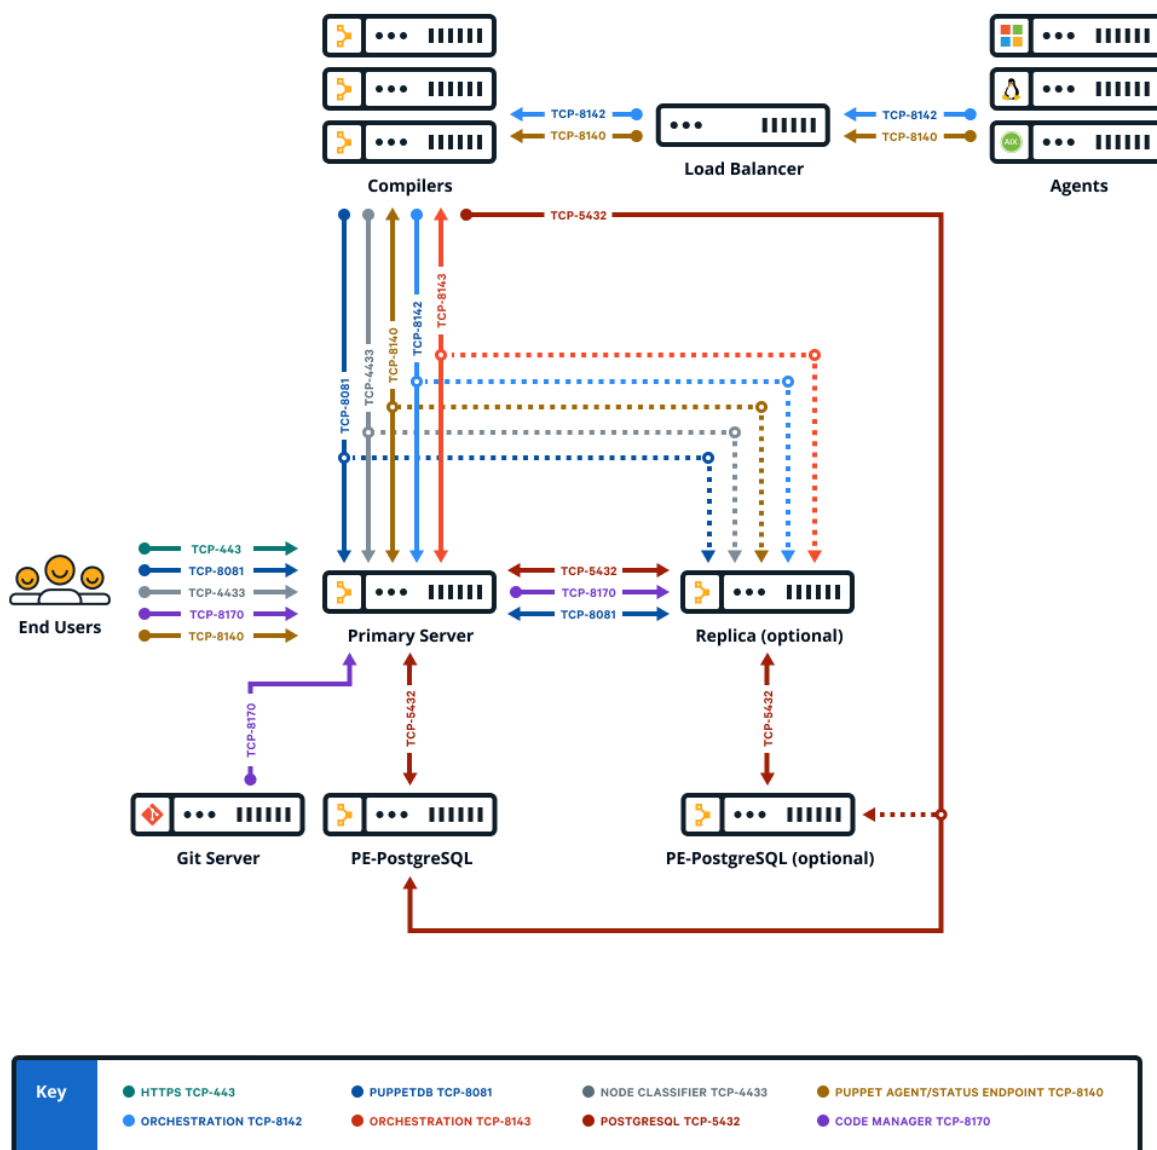 TCP-8142
TCP-8142
TCP-8140
TCP-8140
AIX
Load Balancer
Compilers
Agents
TCP-5432
TCP-8143
TCP-8142
TCP-8140
TCP-4433
TCP-8081
TCP-443
TCP-8081
TCP-4433
TCP-8170
TCP-8140
TCP-5432
TCP-8170
TCP-8081
End Users
Primary Server
Replica (optional)
TCP-8170
TCP-5432
TCP-5432
Git Server
PE-PostgreSQL
PE-PostgreSQL (optional)
Key
HTTPS TCP-443
PUPPETDB TCP-8081
NODE CLASSIFIER TCP-4433
PUPPET AGENT/STATUS ENDPOINT TCP-8140
ORCHESTRATION TCP-8142
ORCHESTRATION TCP-8143
POSTGRESQL TCP-5432
CODE MANAGER TCP-8170